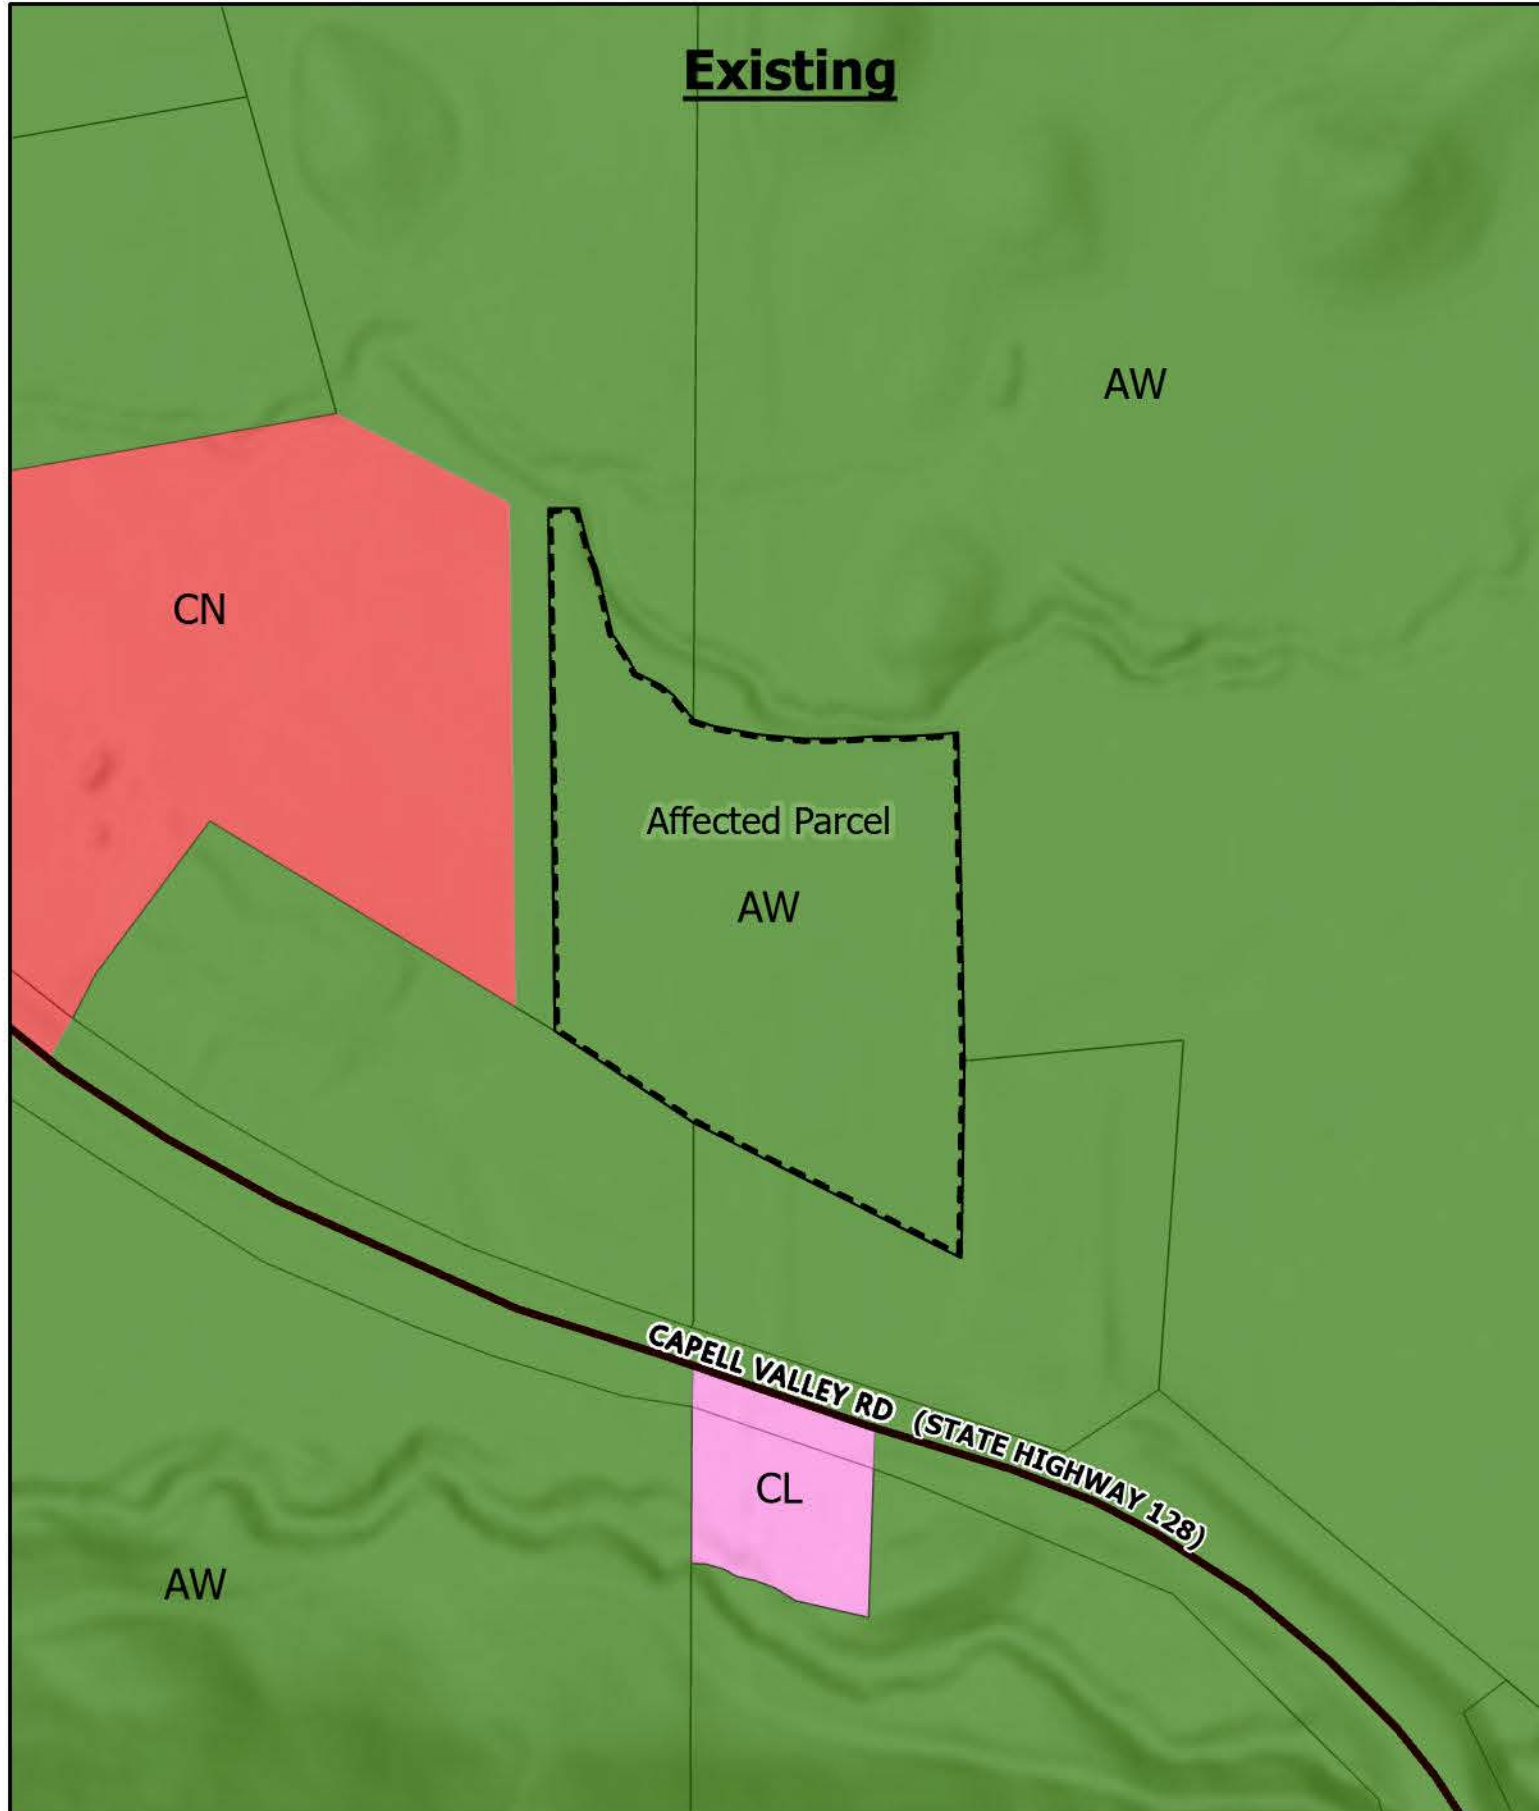 Existing
AW
CN
Affected Parcel
AW
CAPELL VALLEY RD (STATE HIGHWAY 128)
CL
AW